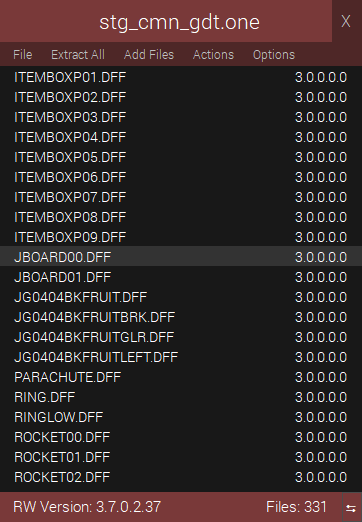 stg_cmn_gdt.one X
File Extract All Add Files Actions Options
ITEMBOXP01.DFF 3.0.0.0.0
ITEMBOXP02.DFF 3.0.0.0.0
ITEMBOXP03.DFF 3.0.0.0.0
ITEMBOXP04.DFF 3.0.0.0.0
ITEMBOXP05.DFF 3.0.0.0.0
ITEMBOXP06.DFF 3.0.0.0.0
ITEMBOXP07.DFF 3.0.0.0.0
ITEMBOXP08.DFF 3.0.0.0.0
ITEMBOXP09.DFF 3.0.0.0.0
JBOARD00.DFF 3.0.0.0.0
JBOARD01.DFF 3.0.0.0.0
JG0404BKFRUIT.DFF 3.0.0.0.0
JG0404BKFRUITBRK.DFF 3.0.0.0.0
JG0404BKFRUITGLR.DFF 3.0.0.0.0
JG0404BKFRUITLEFT.DFF 3.0.0.0.0
PARACHUTE.DFF 3.0.0.0.0
RING.DFF 3.0.0.0.0
RINGLOW.DFF 3.0.0.0.0
ROCKET00.DFF 3.0.0.0.0
ROCKET01.DFF 3.0.0.0.0
ROCKET02.DFF 3.0.0.0.0
RW Version: 3.7.0.2.37 Files: 331